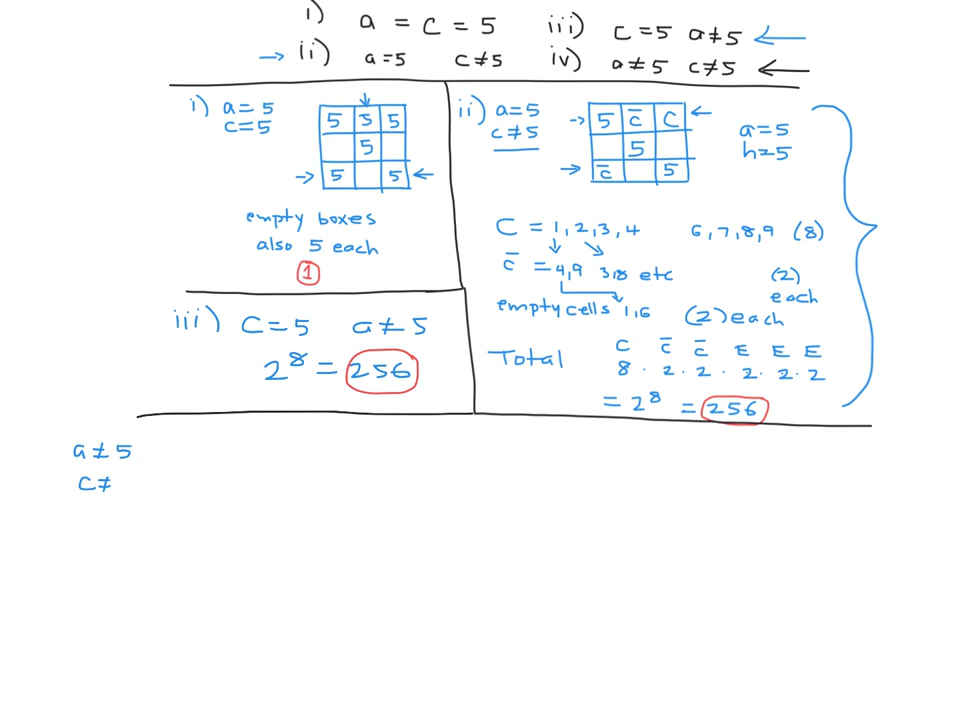 i) a = c = 5 iii) c=5 a≠5 ←
→ ii) a=5 c≠5 iv) a≠5 c≠5 ←
i) a=5
c=5
↓
5 5 5
5
→ 5 5 ←
empty boxes
also 5 each
1
ii) a=5
c≠5
→ 5 c̄ C ←
5
→ c̄ 5
a=5
h=5
C = 1, 2, 3, 4 6, 7, 8, 9 (8)
c̄ = 4,9 3,8 etc (2) each
empty cells 1,6 (2) each
Total C c̄ c̄ E E E
8 · 2 · 2 · 2 · 2 · 2
= 2⁸ = 256
iii) C=5 a≠5
2⁸ = 256
a≠5
C≠